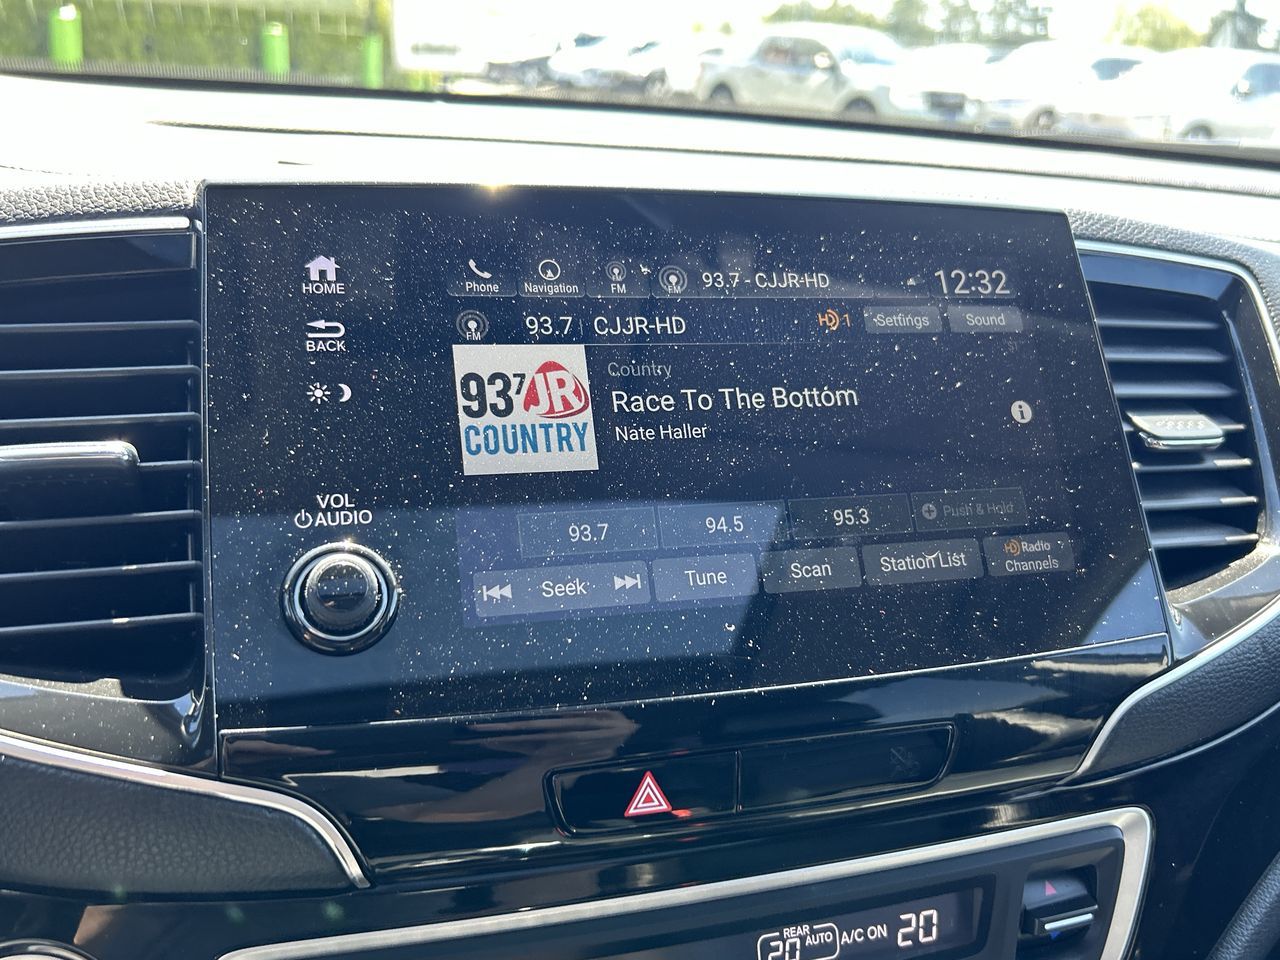 HOME
Phone
Navigation
FM
FM
93.7 - CJJR-HD
12:32
BACK
FM
93.7
CJJR-HD
HD 1
Settings
Sound
93.7 JR
COUNTRY
Country
Race To The Bottom
Nate Haller
i
VOL
AUDIO
93.7
94.5
95.3
Push & Hold
Seek
Tune
Scan
Station List
HD Radio
Channels
REAR
20 AUTO
A/C ON
20